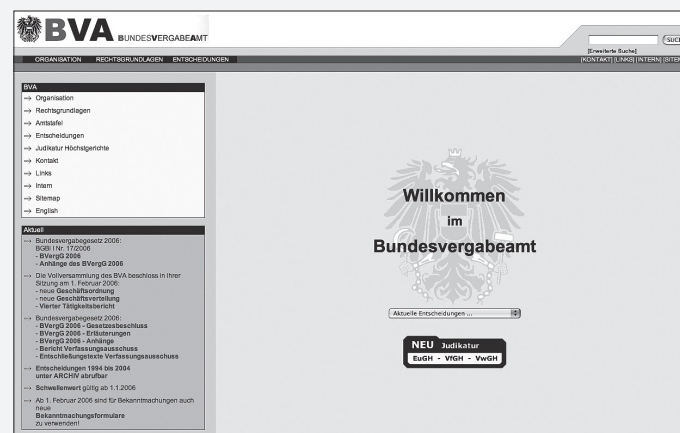 BVA BUNDESVERGABEAMT
SUCHE
[Erweiterte Suche]
ORGANISATION RECHTSGRUNDLAGEN ENTSCHEIDUNGEN
[KONTAKT] [LINKS] [INTERN]
BVA
→ Organisation
→ Rechtsgrundlagen
→ Amtstafel
→ Entscheidungen
→ Judikatur Höchstgerichte
→ Kontakt
→ Links
→ Intern
→ Sitemap
→ English
Aktuell
→ Bundesvergabegesetz 2006:
BGBl I Nr. 17/2006
- BVergG 2006
- Anhänge des BVergG 2006
→ Die Vollversammlung des BVA beschloss in ihrer
Sitzung am 1. Februar 2006:
- neue Geschäftsordnung
- neue Geschäftsverteilung
- Vierter Tätigkeitsbericht
→ Bundesvergabegesetz 2006:
- BVergG 2006 - Gesetzesbeschluss
- BVergG 2006 - Erläuterungen
- BVergG 2006 - Anhänge
- Bericht Verfassungsausschuss
- Entschließungstexte Verfassungsausschuss
→ Entscheidungen 1994 bis 2004
unter ARCHIV abrufbar
→ Schwellenwert gültig ab 1.1.2006
→ Ab 1. Februar 2006 sind für Bekanntmachungen auch
neue
Bekanntmachungsformulare
zu verwenden!
Willkommen
im
Bundesvergabeamt
Aktuelle Entscheidungen ...
NEU Judikatur
EuGH - VfGH - VwGH